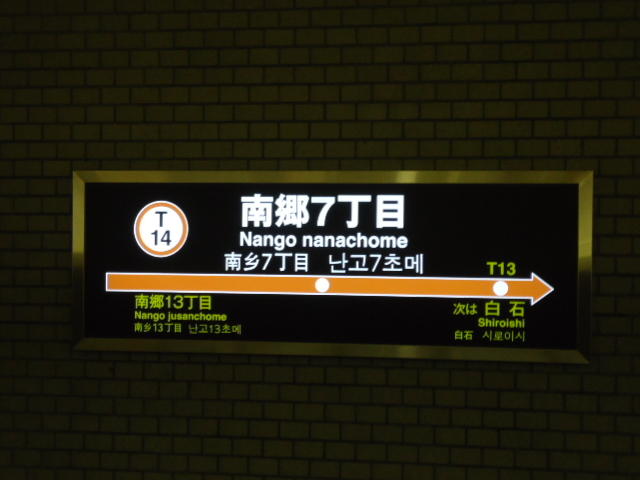 T
14
南郷7丁目
Nango nanachome
南乡7丁目 난고7초메
T13
南郷13丁目
Nango jusanchome
南乡13丁目 난고13초메
次は 白石
Shiroishi
白石 시로이시